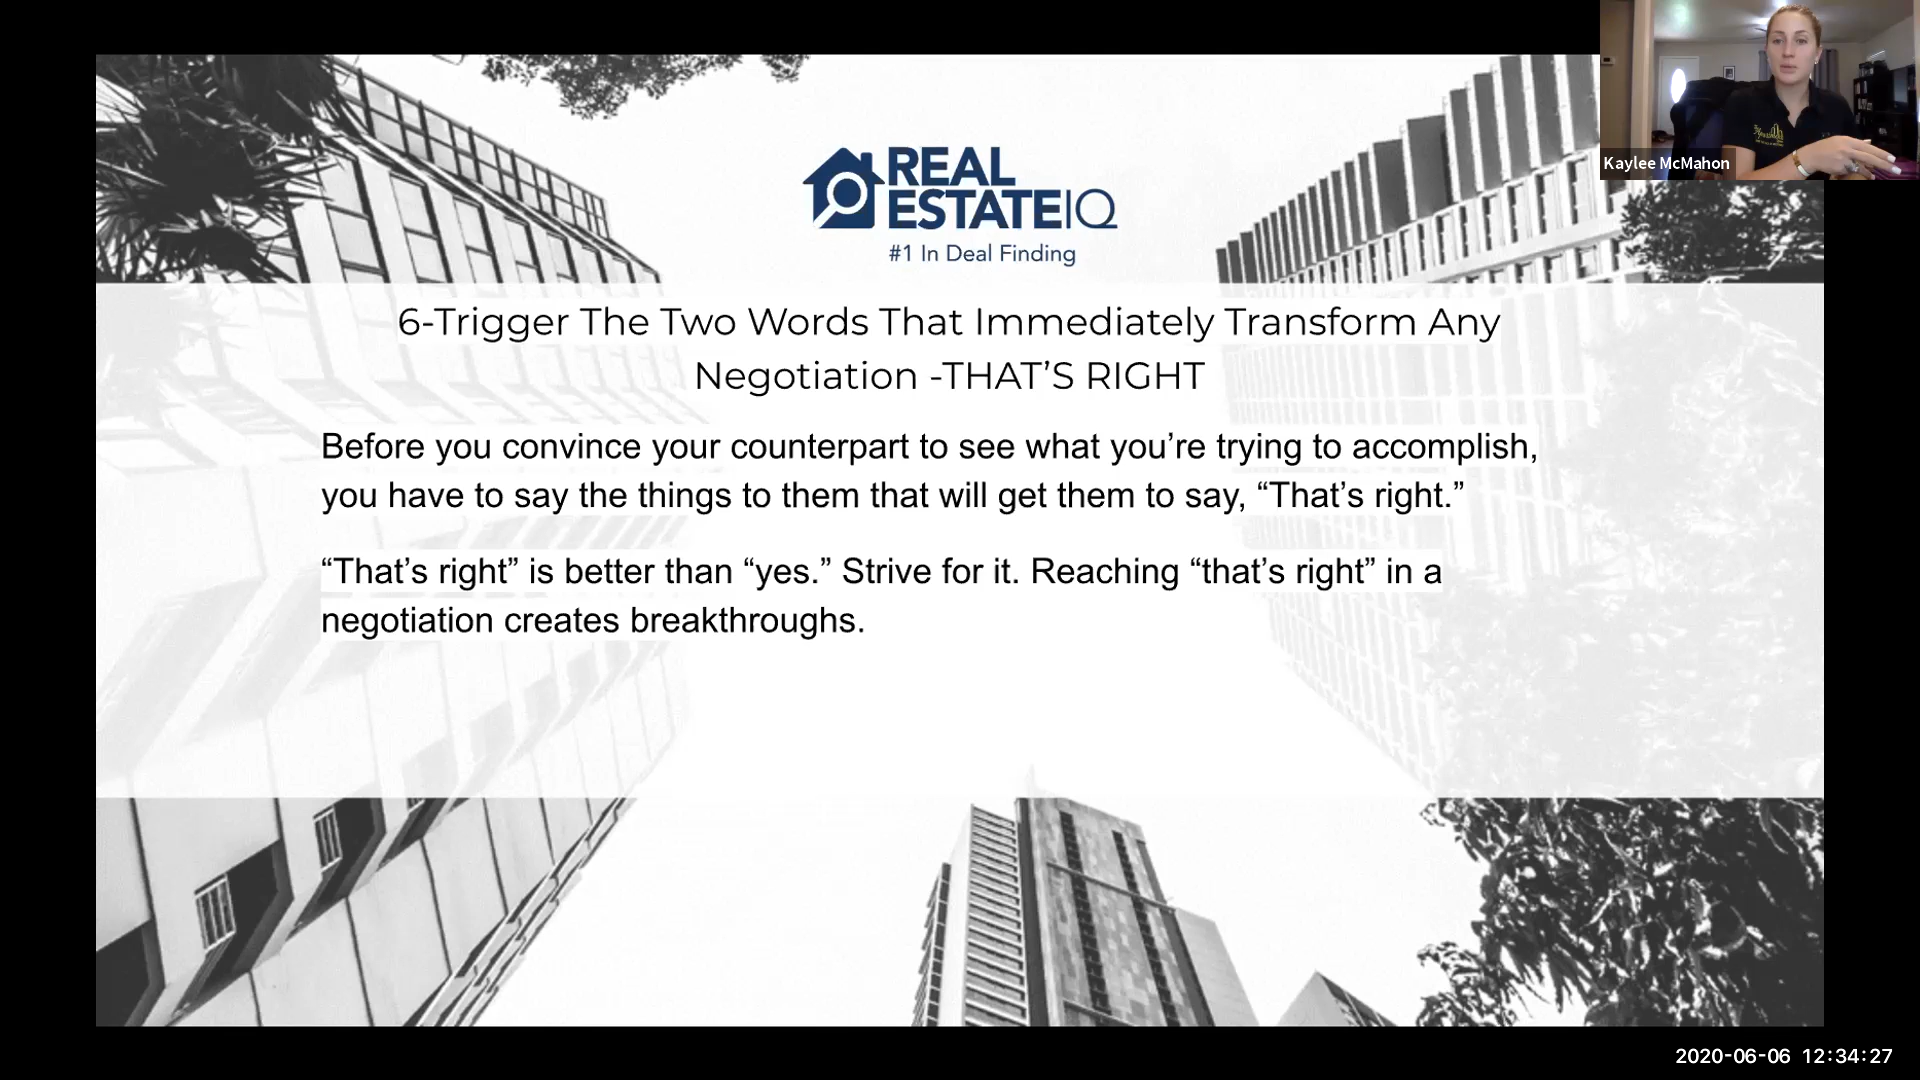 Kaylee McMahon
REAL
ESTATEIQ
#1 In Deal Finding
6-Trigger The Two Words That Immediately Transform Any
Negotiation -THAT’S RIGHT
Before you convince your counterpart to see what you’re trying to accomplish,
you have to say the things to them that will get them to say, “That’s right.”
“That’s right” is better than “yes.” Strive for it. Reaching “that’s right” in a
negotiation creates breakthroughs.
2020-06-06 12:34:27